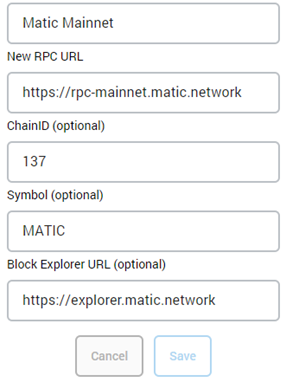 Matic Mainnet
New RPC URL
https://rpc-mainnet.matic.network
ChainID (optional)
137
Symbol (optional)
MATIC
Block Explorer URL (optional)
https://explorer.matic.network
Cancel Save